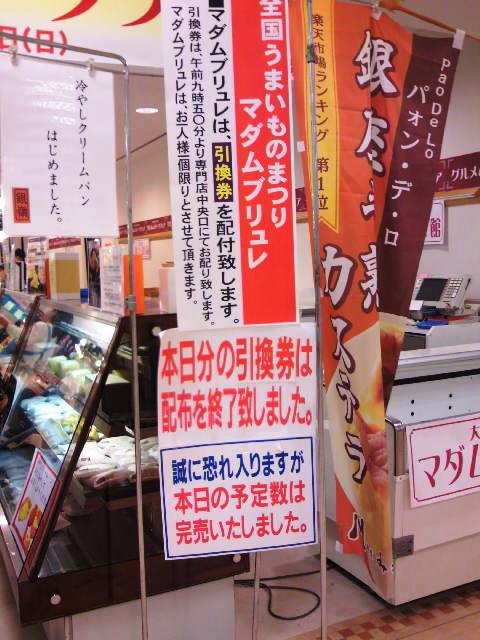 日(日)
冷やしクリームパン
はじめました。
銀嶺
全国うまいものまつり
マダムブリュレ
■マダムブリュレは、引換券を配付致します。
引換券は、午前九時五〇分より専門店中央口にてお配り致します。
マダムブリュレは、お一人様一個限りとさせて頂きます。
本日分の引換券は
配布を終了致しました。
誠に恐れ入りますが
本日の予定数は
完売いたしました。
楽天市場ランキング 第1位
カステラ
PaoDeLo
パオン・デ・ロ
グルメ
館
マダム